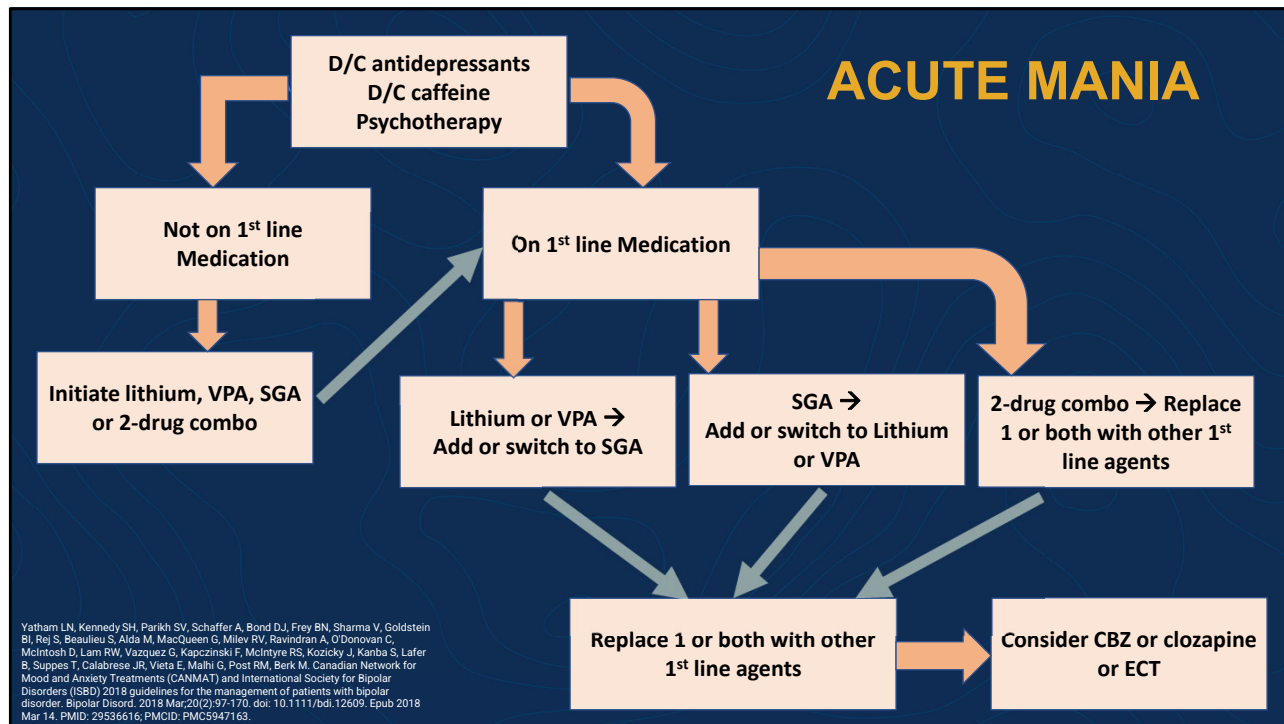 ACUTE MANIA
D/C antidepressants
D/C caffeine
Psychotherapy
Not on 1st line
Medication
On 1st line Medication
Initiate lithium, VPA, SGA
or 2-drug combo
Lithium or VPA →
Add or switch to SGA
SGA →
Add or switch to Lithium
or VPA
2-drug combo → Replace
1 or both with other 1st
line agents
Replace 1 or both with other
1st line agents
Consider CBZ or clozapine
or ECT
Yatham LN, Kennedy SH, Parikh SV, Schaffer A, Bond DJ, Frey BN, Sharma V, Goldstein
BI, Rej S, Beaulieu S, Alda M, MacQueen G, Milev RV, Ravindran A, O'Donovan C,
McIntosh D, Lam RW, Vazquez G, Kapczinski F, McIntyre RS, Kozicky J, Kanba S, Lafer
B, Suppes T, Calabrese JR, Vieta E, Malhi G, Post RM, Berk M. Canadian Network for
Mood and Anxiety Treatments (CANMAT) and International Society for Bipolar
Disorders (ISBD) 2018 guidelines for the management of patients with bipolar
disorder. Bipolar Disord. 2018 Mar;20(2):97-170. doi: 10.1111/bdi.12609. Epub 2018
Mar 14. PMID: 29536616; PMCID: PMC5947163.